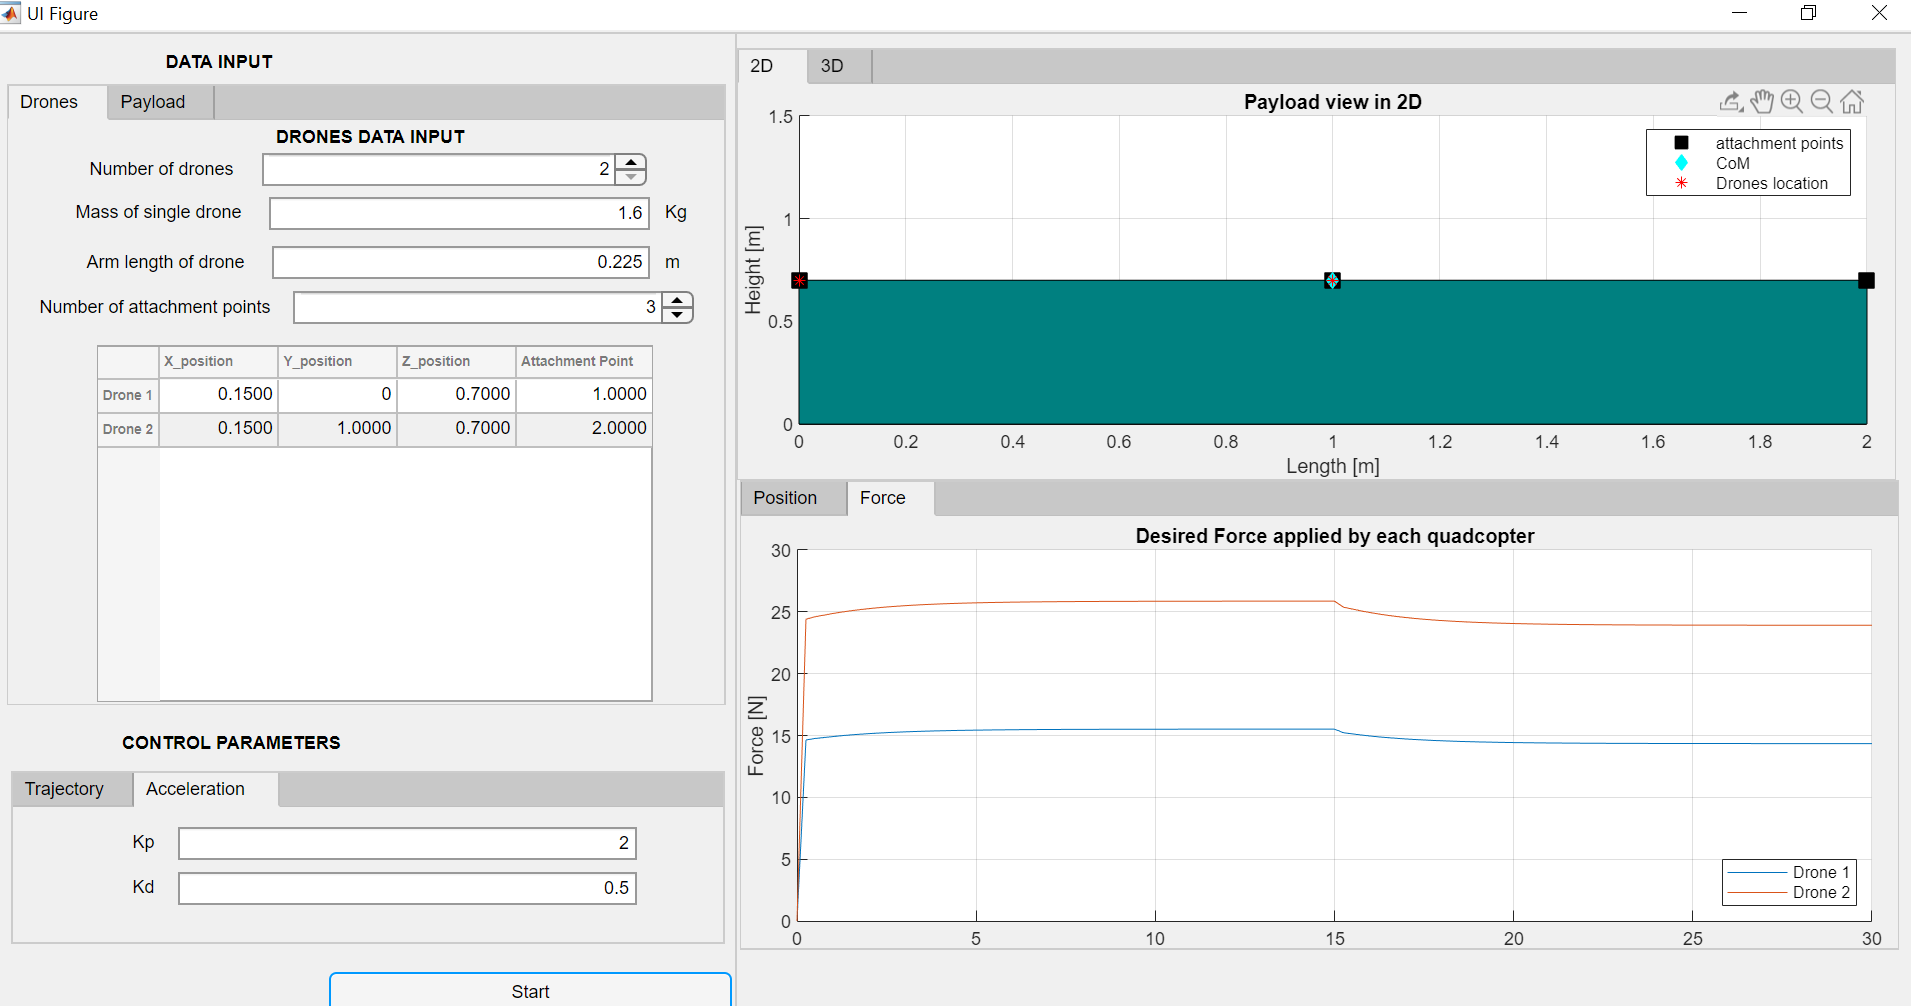 UI Figure
DATA INPUT
Drones Payload
DRONES DATA INPUT
Number of drones 2
Mass of single drone 1.6 Kg
Arm length of drone 0.225 m
Number of attachment points 3
X_position Y_position Z_position Attachment Point
Drone 1 0.1500 0 0.7000 1.0000
Drone 2 0.1500 1.0000 0.7000 2.0000
CONTROL PARAMETERS
Trajectory Acceleration
Kp 2
Kd 0.5
Start
2D 3D
Payload view in 2D
attachment points
CoM
Drones location
Height [m]
1.5
1
0.5
0
0 0.2 0.4 0.6 0.8 1 1.2 1.4 1.6 1.8 2
Length [m]
Position Force
Desired Force applied by each quadcopter
Force [N]
30
25
20
15
10
5
0
Drone 1
Drone 2
0 5 10 15 20 25 30